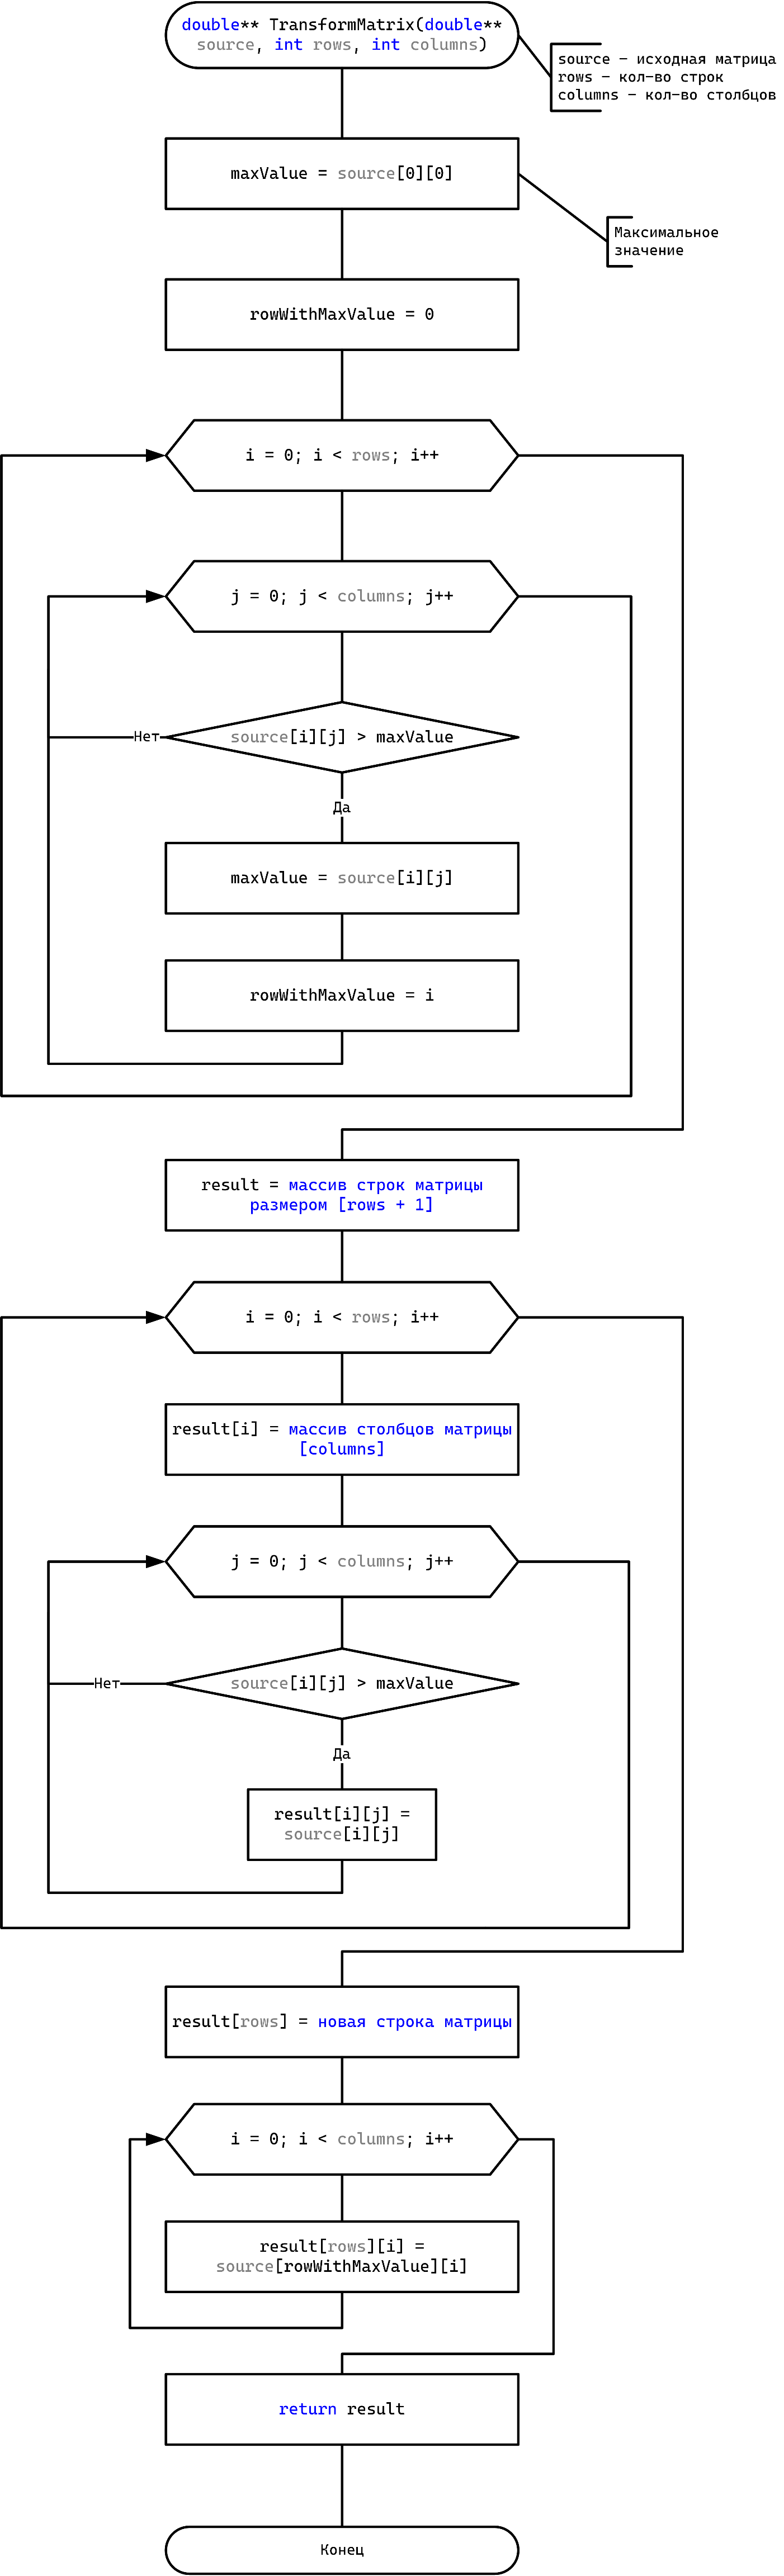 double** TransformMatrix(double**
source, int rows, int columns)
source – исходная матрица
rows – кол-во строк
columns – кол-во столбцов
maxValue = source[0][0]
Максимальное
значение
rowWithMaxValue = 0
i = 0; i < rows; i++
j = 0; j < columns; j++
Нет
source[i][j] > maxValue
Да
maxValue = source[i][j]
rowWithMaxValue = i
result = массив строк матрицы
размером [rows + 1]
i = 0; i < rows; i++
result[i] = массив столбцов матрицы
[columns]
j = 0; j < columns; j++
Нет
source[i][j] > maxValue
Да
result[i][j] =
source[i][j]
result[rows] = новая строка матрицы
i = 0; i < columns; i++
result[rows][i] =
source[rowWithMaxValue][i]
return result
Конец